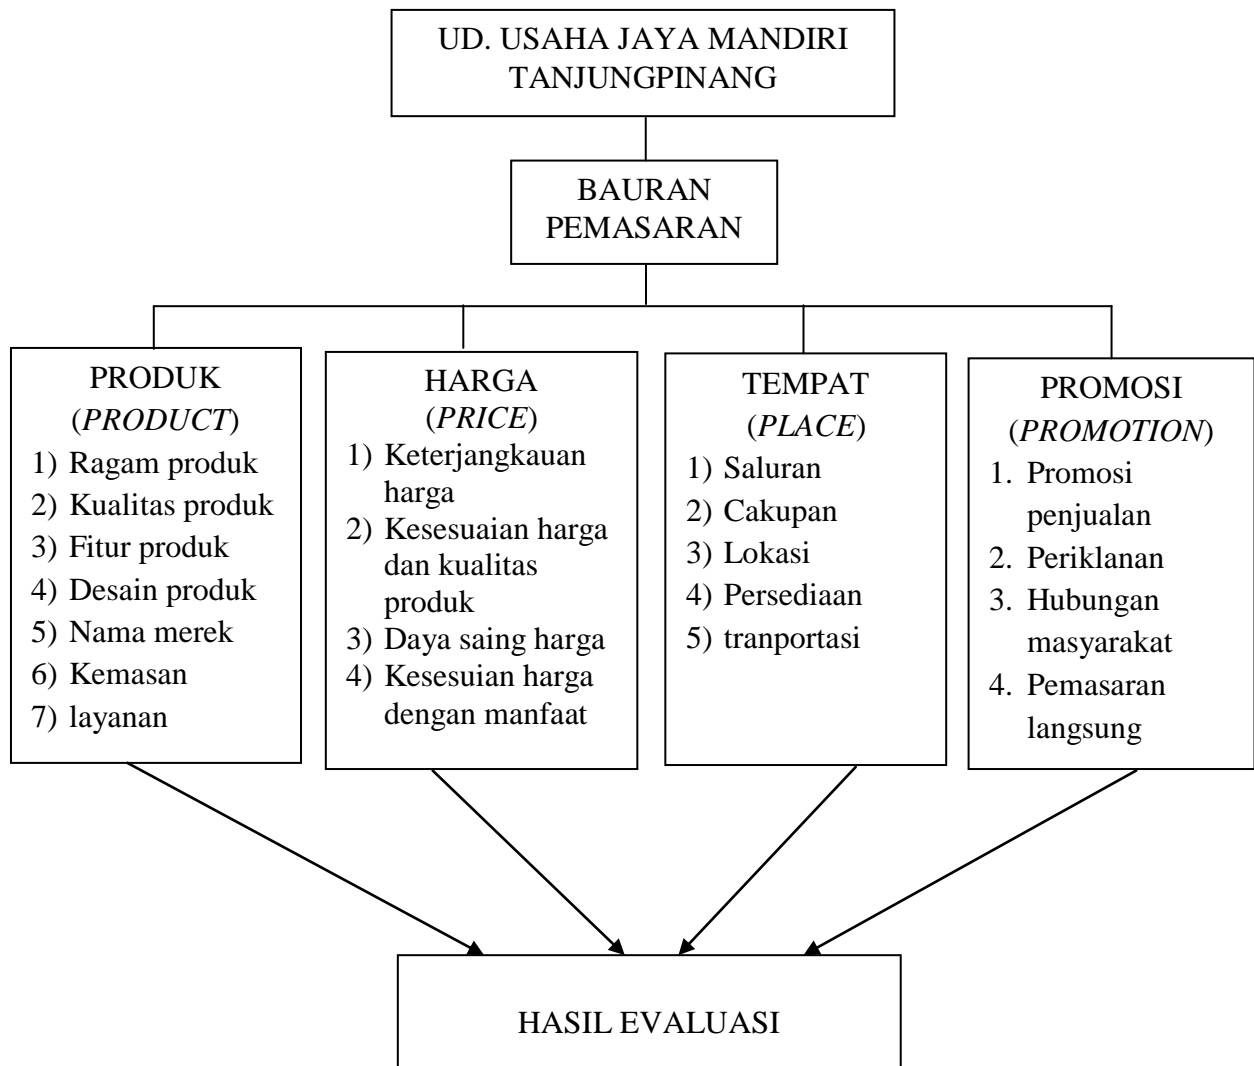 UD. USAHA JAYA MANDIRI
TANJUNGPINANG
BAURAN
PEMASARAN
PRODUK
(PRODUCT)
1) Ragam produk
2) Kualitas produk
3) Fitur produk
4) Desain produk
5) Nama merek
6) Kemasan
7) layanan
HARGA
(PRICE)
1) Keterjangkauan
harga
2) Kesesuaian harga
dan kualitas
produk
3) Daya saing harga
4) Kesesuian harga
dengan manfaat
TEMPAT
(PLACE)
1) Saluran
2) Cakupan
3) Lokasi
4) Persediaan
5) tranportasi
PROMOSI
(PROMOTION)
1. Promosi
penjualan
2. Periklanan
3. Hubungan
masyarakat
4. Pemasaran
langsung
HASIL EVALUASI